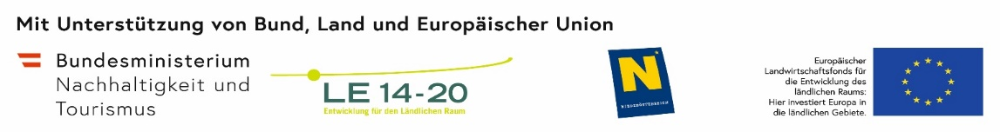 Mit Unterstützung von Bund, Land und Europäischer Union
Bundesministerium
Nachhaltigkeit und
Tourismus
LE 14-20
Entwicklung für den Ländlichen Raum
N
NIEDERÖSTERREICH
Europäischer
Landwirtschaftsfonds für
die Entwicklung des
ländlichen Raums:
Hier investiert Europa in
die ländlichen Gebiete.